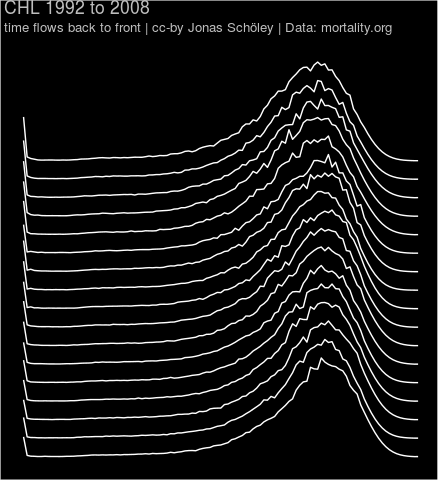 CHL 1992 to 2008
time flows back to front | cc-by Jonas Schöley | Data: mortality.org